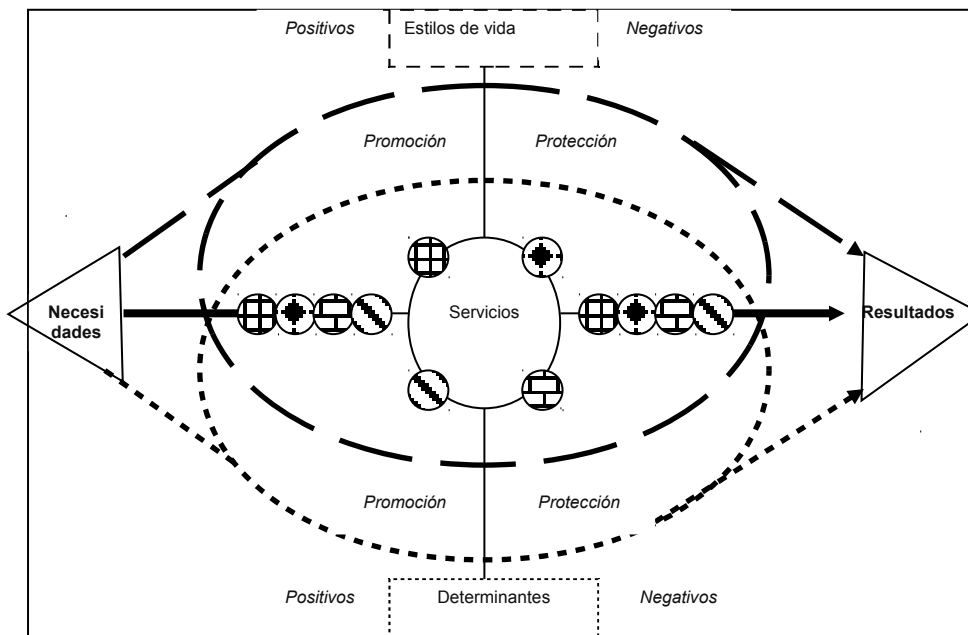 Positivos Estilos de vida Negativos
Promoción Protección
Servicios
Necesi
dades
Resultados
Promoción Protección
Positivos Determinantes Negativos